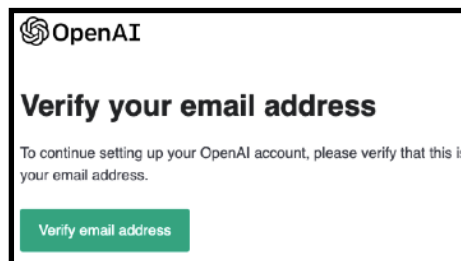 OpenAI
Verify your email address
To continue setting up your OpenAI account, please verify that this is
your email address.
Verify email address